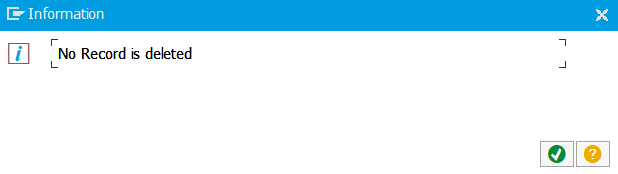 Information
No Record is deleted